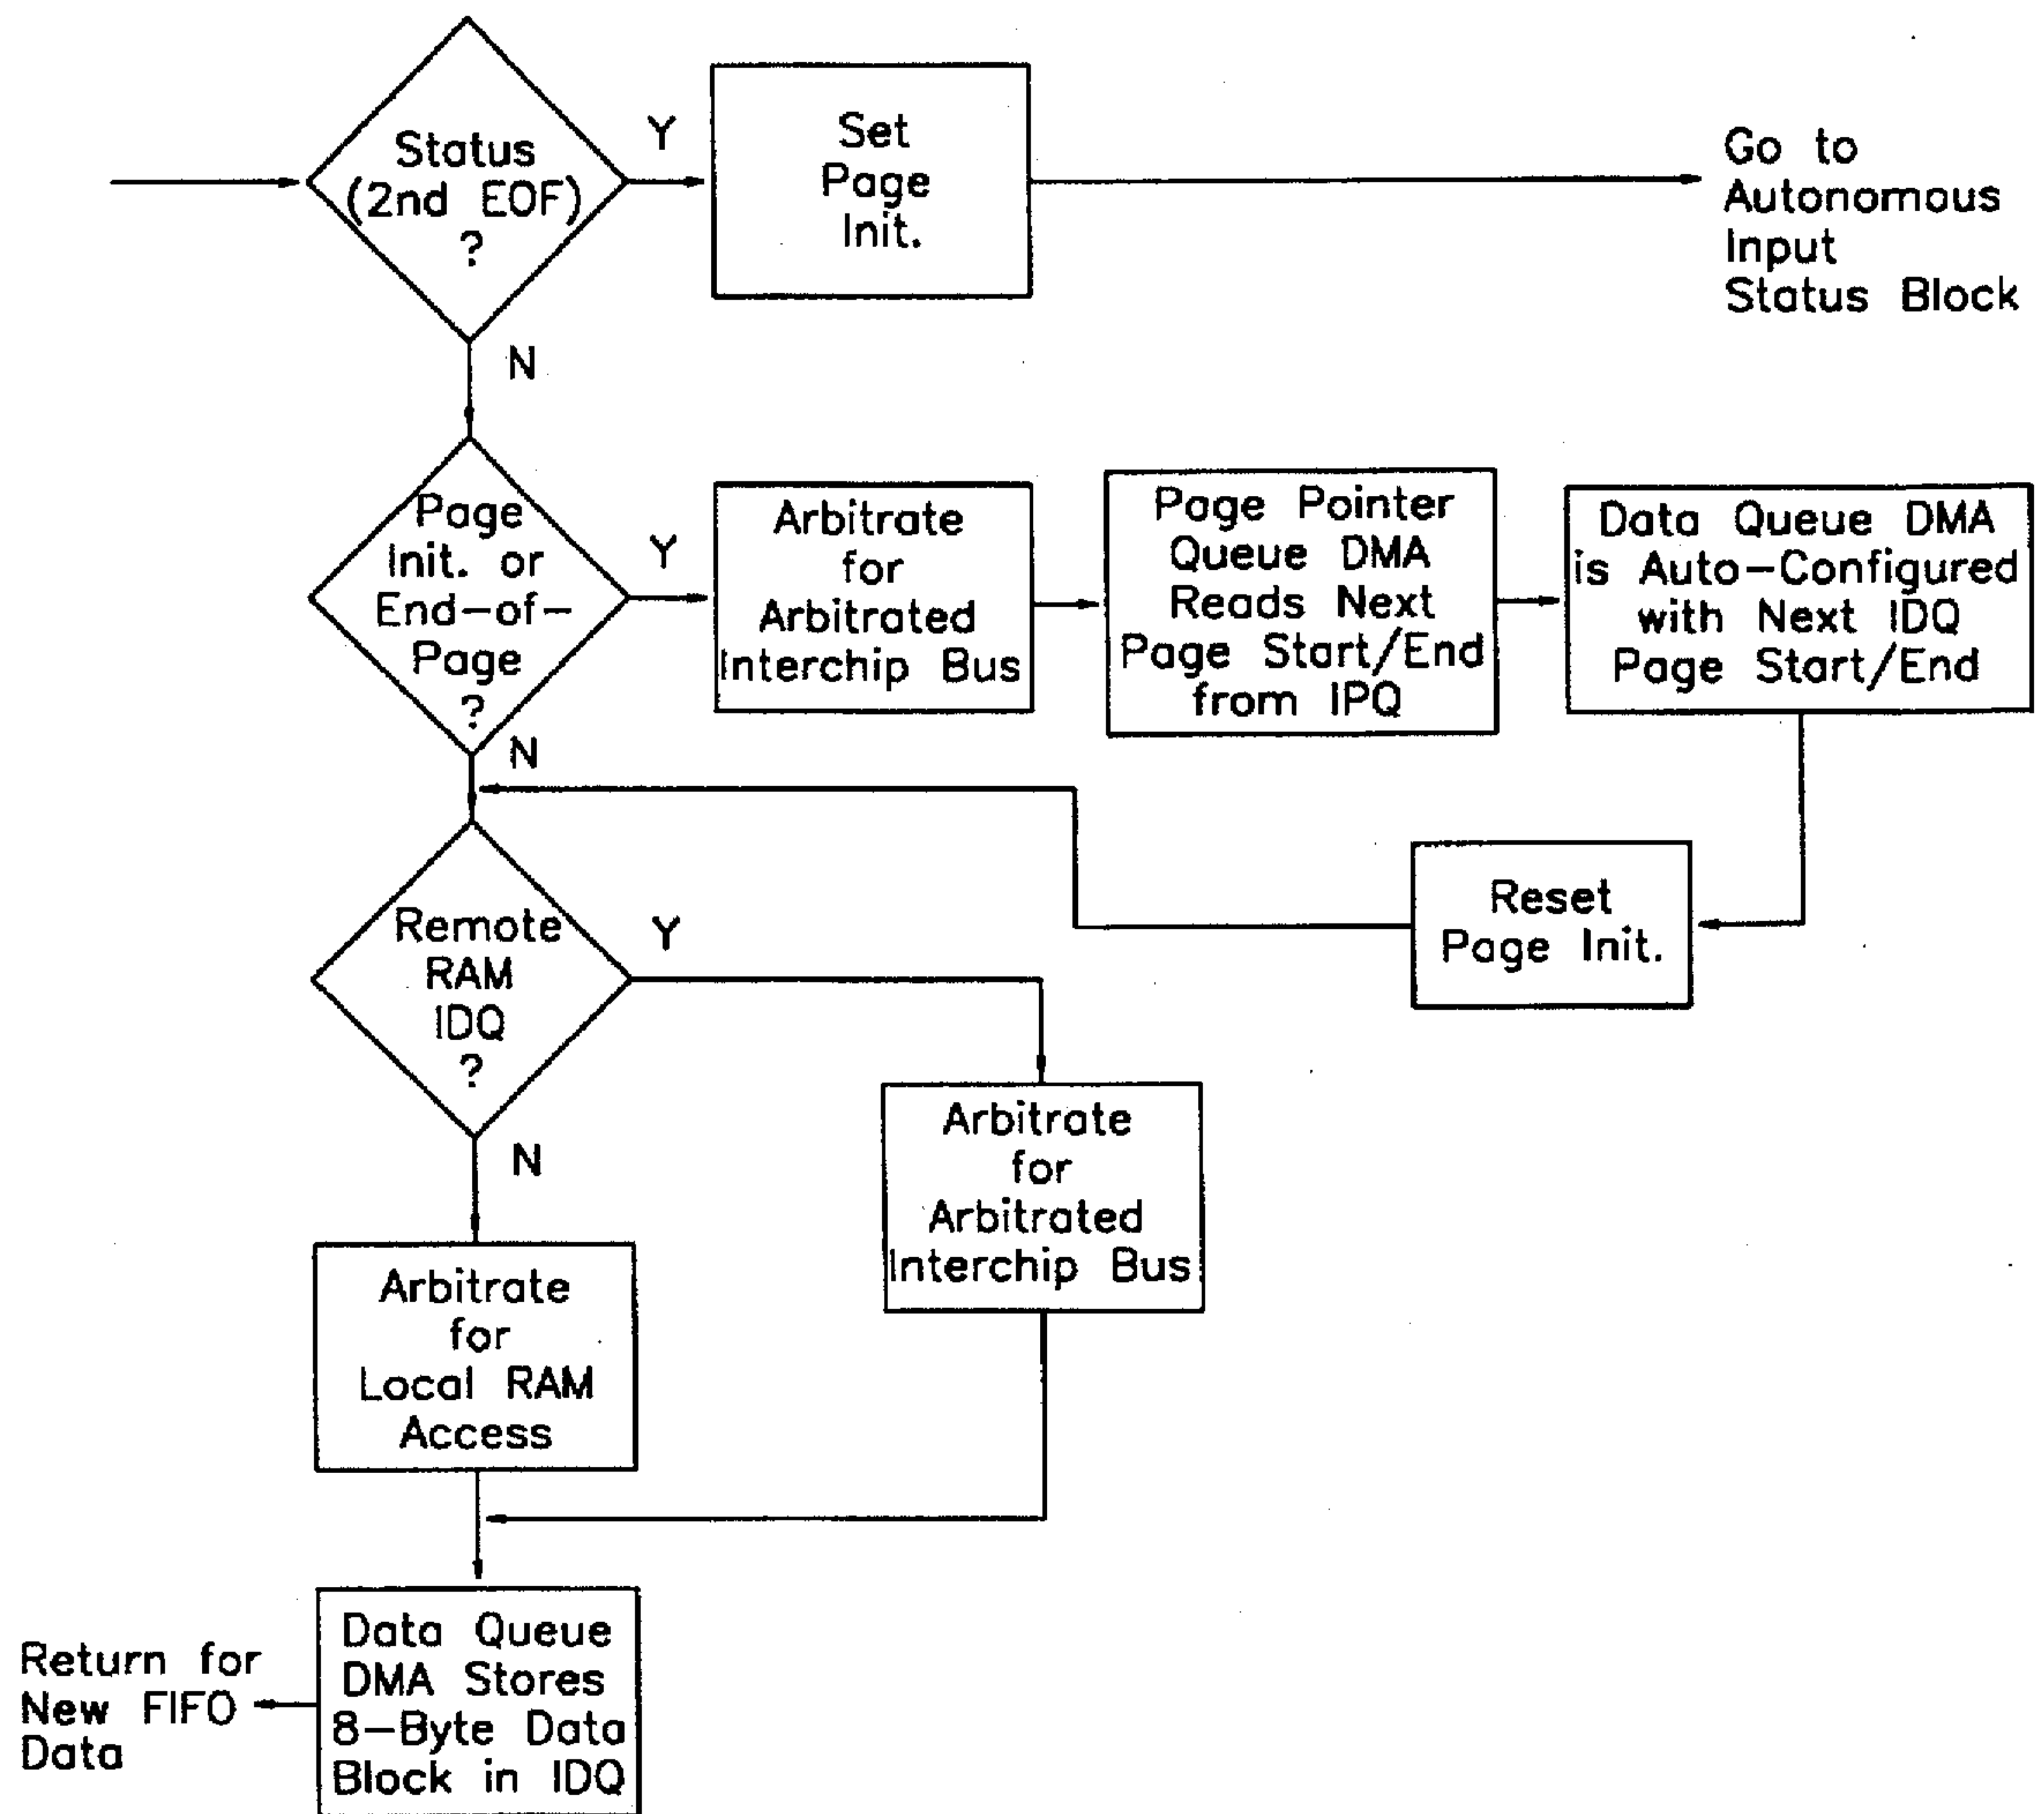 Status
(2nd EOF)
?
Y
Set
Page
Init.
Go to
Autonomous
Input
Status Block
N
Page
Init. or
End-of-
Page
?
Y
Arbitrate
for
Arbitrated
Interchip Bus
Page Pointer
Queue DMA
Reads Next
Page Start/End
from IPQ
Data Queue DMA
is Auto-Configured
with Next IDQ
Page Start/End
N
Reset
Page Init.
Remote
RAM
IDQ
?
Y
Arbitrate
for
Arbitrated
Interchip Bus
N
Arbitrate
for
Local RAM
Access
Data Queue
DMA Stores
8-Byte Data
Block in IDQ
Return for
New FIFO
Data